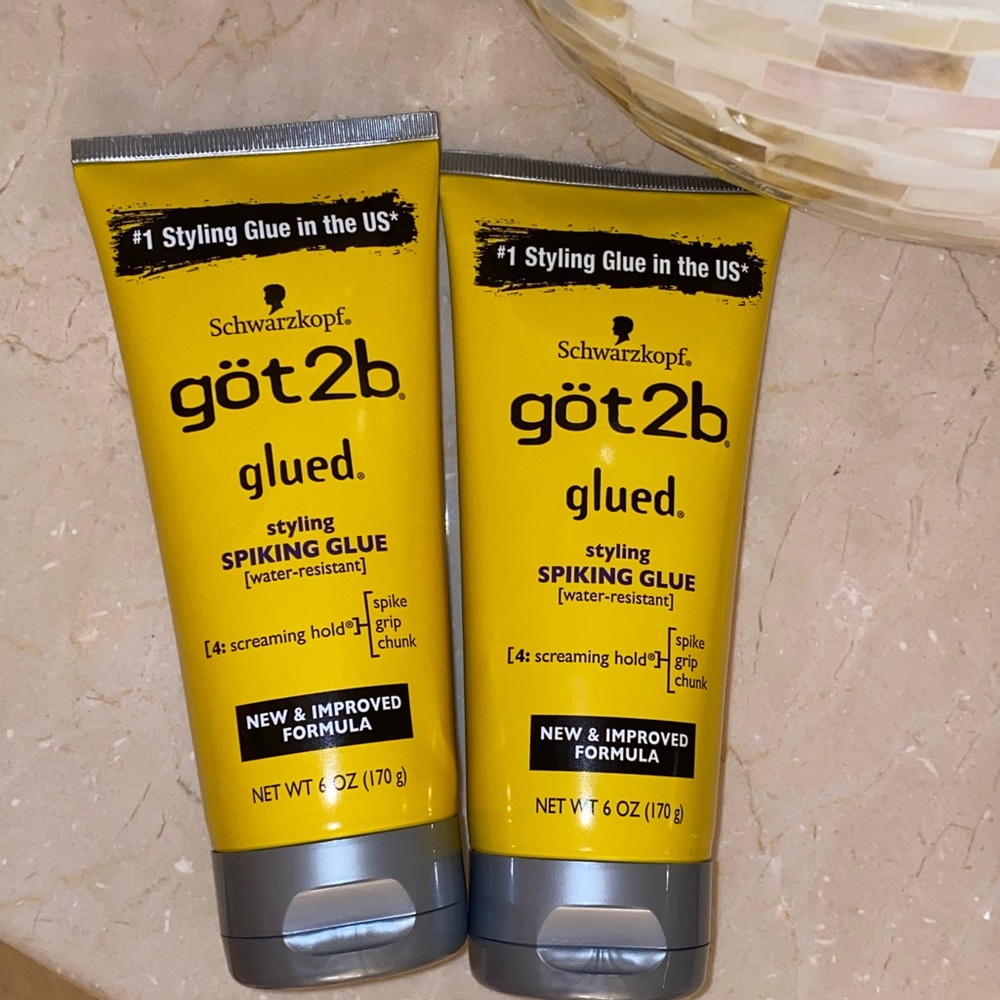 #1 Styling Glue in the US*
Schwarzkopf®
göt2b®
glued®
styling
SPIKING GLUE
[water-resistant]
[4: screaming hold®]
spike
grip
chunk
NEW & IMPROVED
FORMULA
NET WT 6 OZ (170 g)
#1 Styling Glue in the US*
Schwarzkopf®
göt2b®
glued®
styling
SPIKING GLUE
[water-resistant]
[4: screaming hold®]
spike
grip
chunk
NEW & IMPROVED
FORMULA
NET WT 6 OZ (170 g)